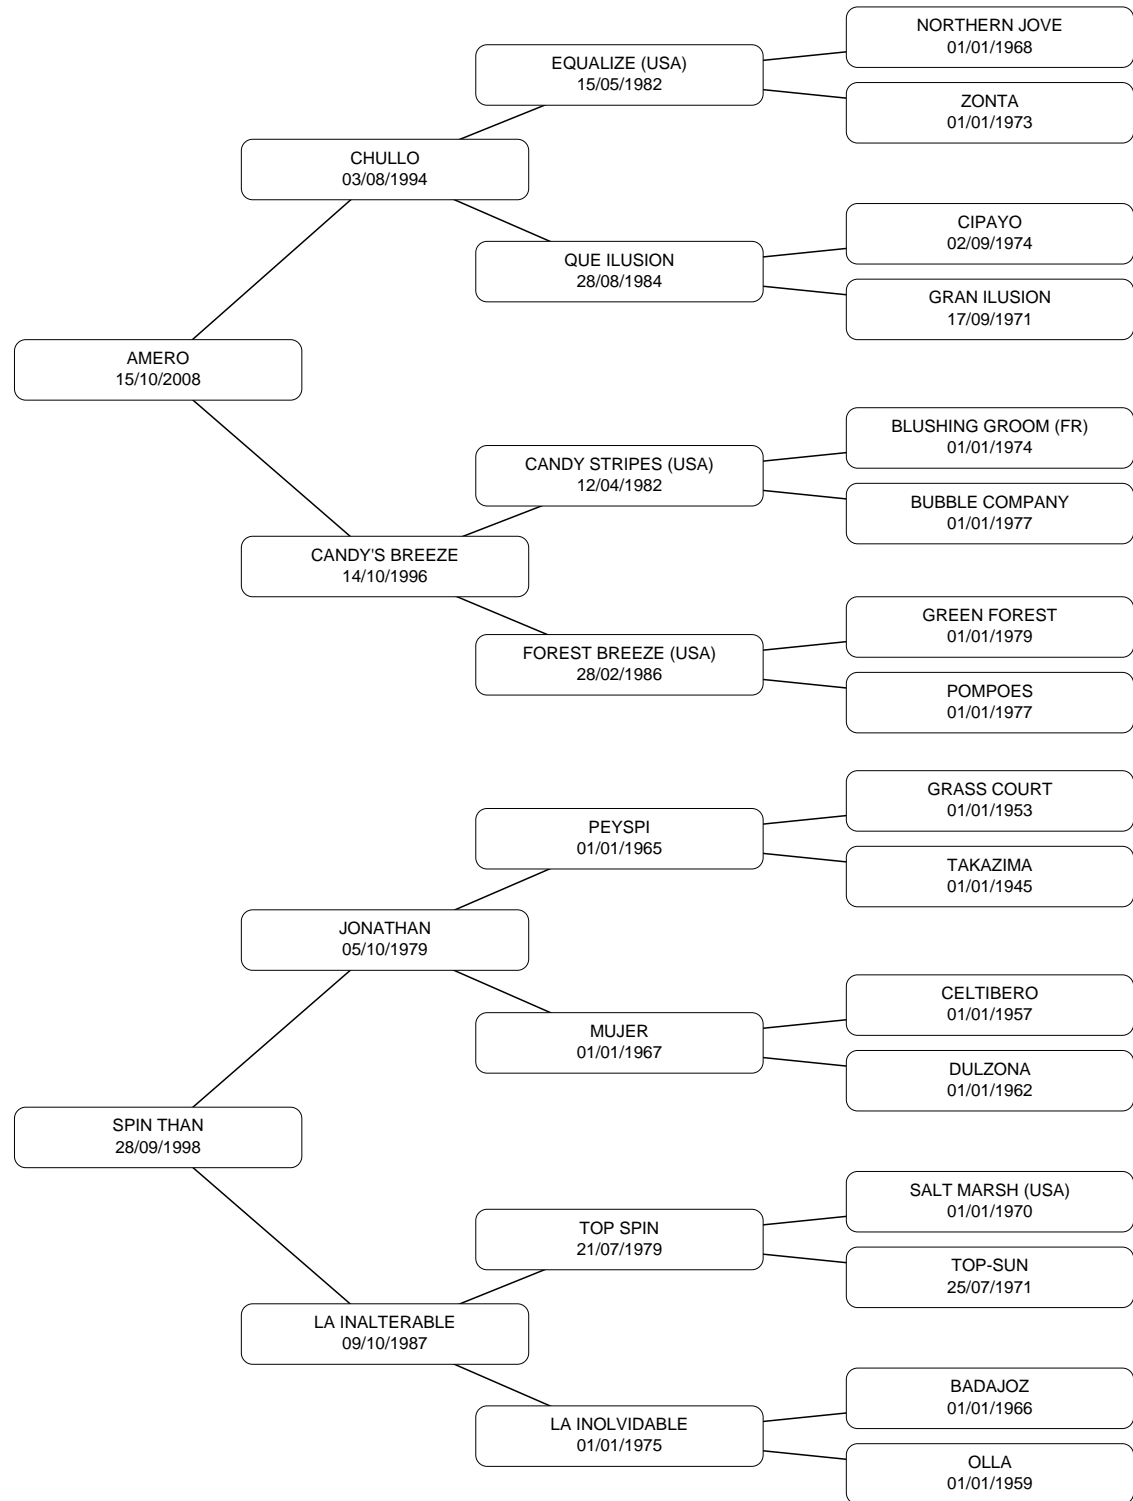 NORTHERN JOVE
01/01/1968
EQUALIZE (USA)
15/05/1982
ZONTA
01/01/1973
CHULLO
03/08/1994
CIPAYO
02/09/1974
QUE ILUSION
28/08/1984
GRAN ILUSION
17/09/1971
AMERO
15/10/2008
BLUSHING GROOM (FR)
01/01/1974
CANDY STRIPES (USA)
12/04/1982
BUBBLE COMPANY
01/01/1977
CANDY'S BREEZE
14/10/1996
GREEN FOREST
01/01/1979
FOREST BREEZE (USA)
28/02/1986
POMPOES
01/01/1977
GRASS COURT
01/01/1953
PEYSPI
01/01/1965
TAKAZIMA
01/01/1945
JONATHAN
05/10/1979
CELTIBERO
01/01/1957
MUJER
01/01/1967
DULZONA
01/01/1962
SPIN THAN
28/09/1998
SALT MARSH (USA)
01/01/1970
TOP SPIN
21/07/1979
TOP-SUN
25/07/1971
LA INALTERABLE
09/10/1987
BADAJOZ
01/01/1966
LA INOLVIDABLE
01/01/1975
OLLA
01/01/1959